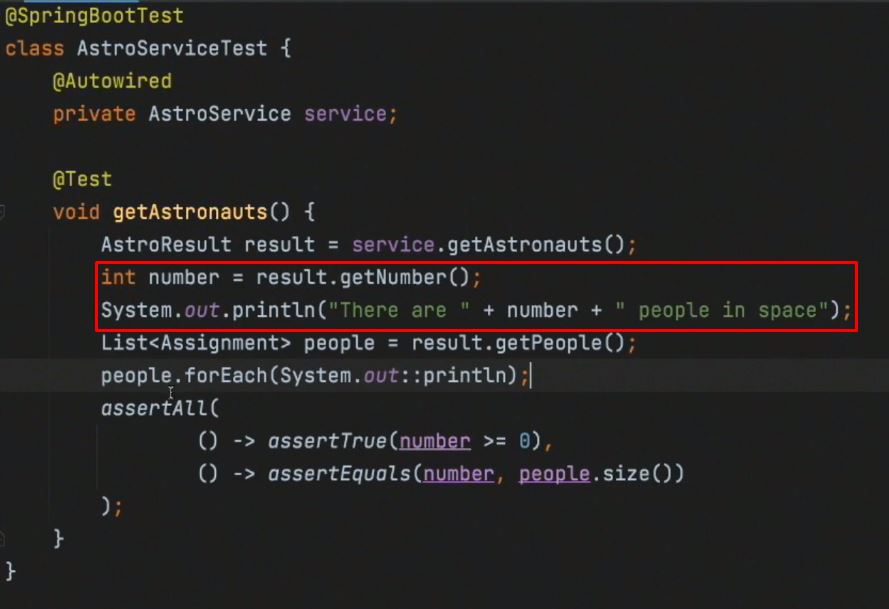 @SpringBootTest
class AstroServiceTest {
    @Autowired
    private AstroService service;

    @Test
    void getAstronauts() {
        AstroResult result = service.getAstronauts();
        int number = result.getNumber();
        System.out.println("There are " + number + " people in space");
        List<Assignment> people = result.getPeople();
        people.forEach(System.out::println);
        assertAll(
                () -> assertTrue(number >= 0),
                () -> assertEquals(number, people.size())
        );
    }
}